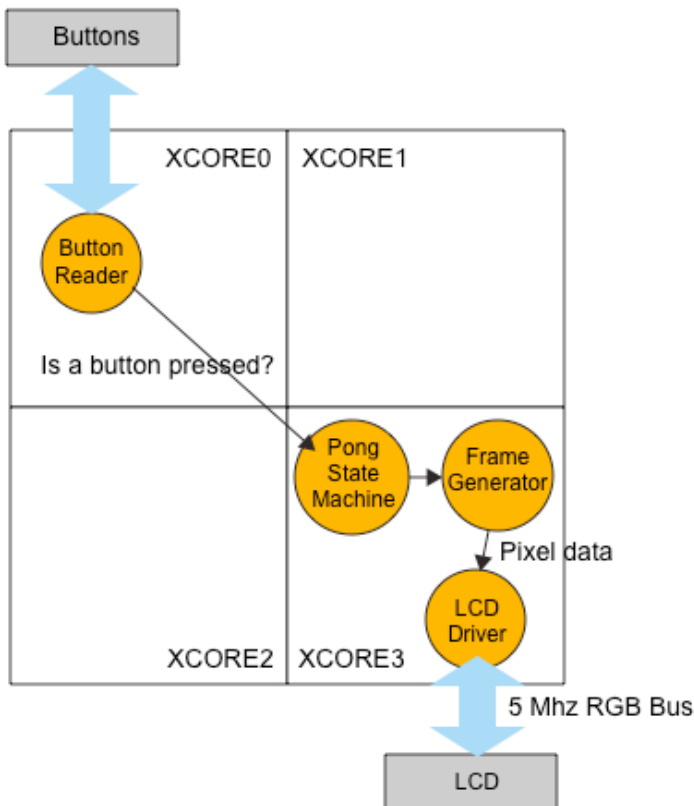 Buttons
XCORE0
XCORE1
Button
Reader
Is a button pressed?
Pong
State
Machine
Frame
Generator
Pixel data
LCD
Driver
XCORE2
XCORE3
5 Mhz RGB Bus
LCD